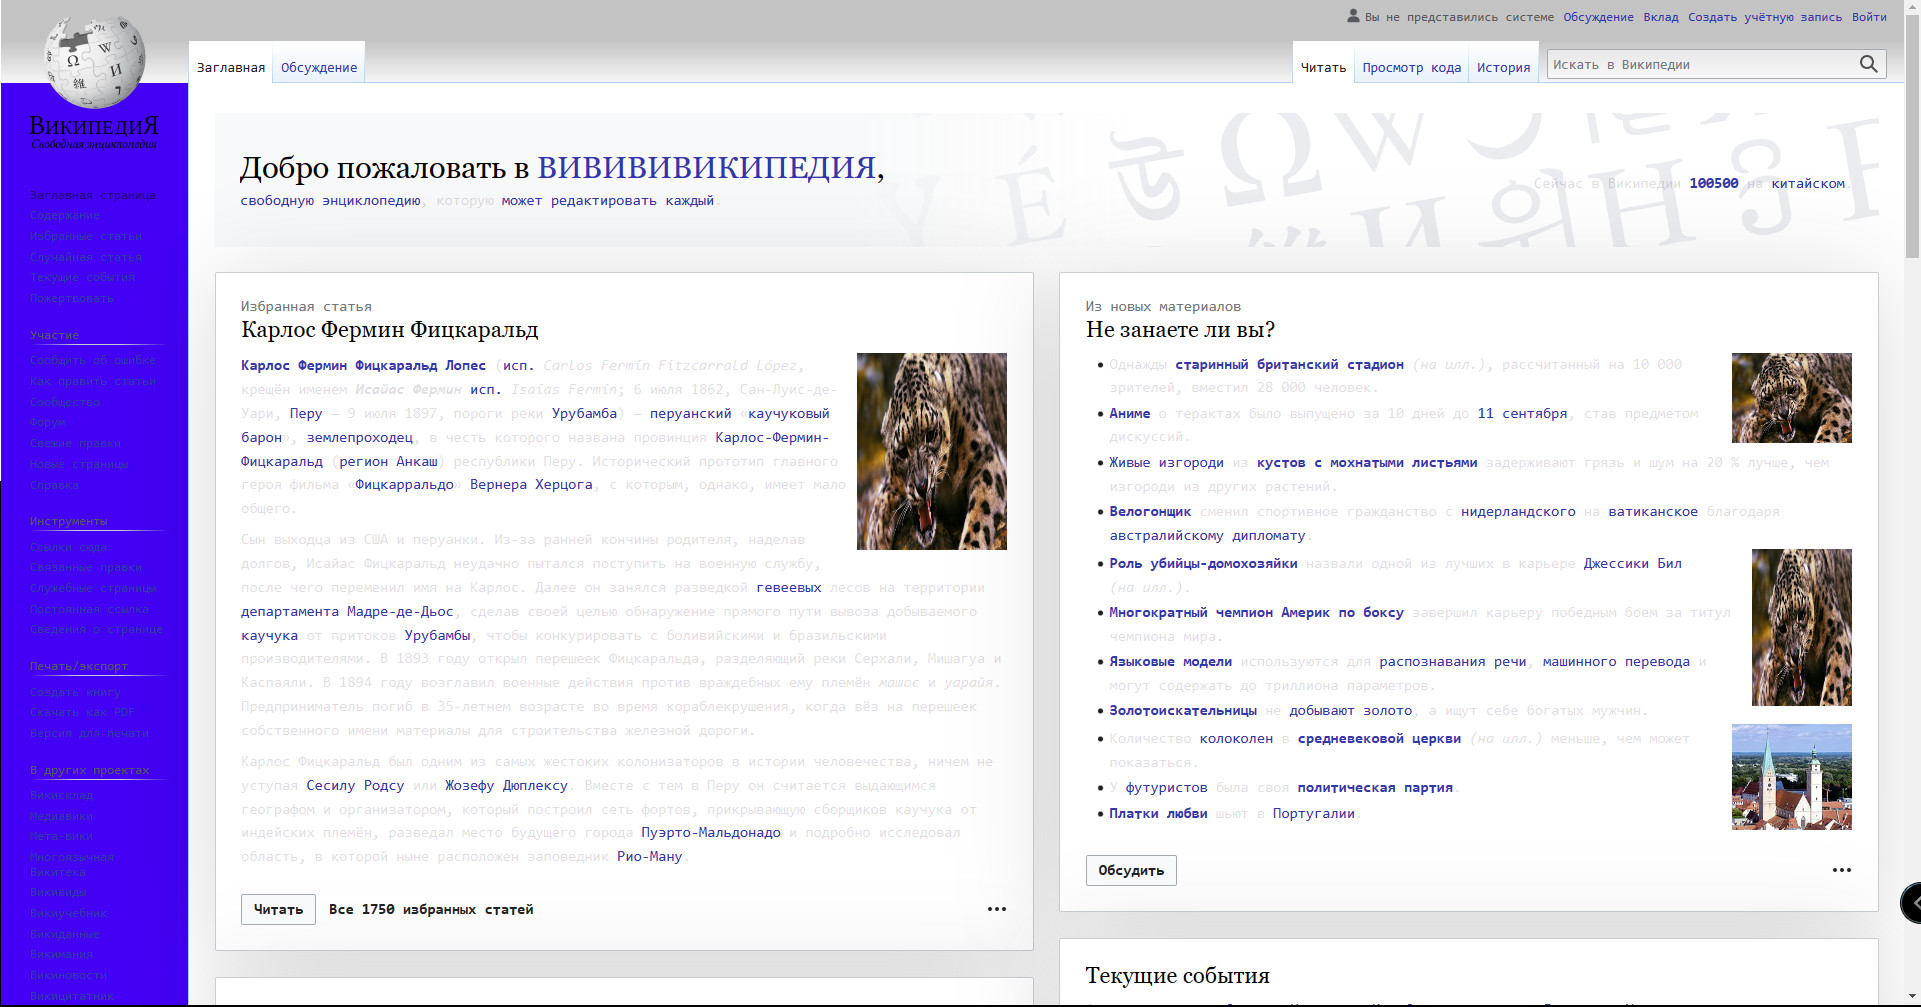 Вы не представились системе Обсуждение Вклад Создать учётную запись Войти
Заглавная Обсуждение
Читать Просмотр кода История Искать в Википедии
ВИКИПЕДИЯ
Свободная энциклопедия
Заглавная страница
Содержание
Избранные статьи
Случайная статья
Текущие события
Пожертвовать
Участие
Сообщить об ошибке
Как править статьи
Сообщество
Форум
Свежие правки
Новые страницы
Справка
Инструменты
Ссылки сюда
Связанные правки
Служебные страницы
Постоянная ссылка
Сведения о странице
Печать/экспорт
Создать книгу
Скачать как PDF
Версия для печати
В других проектах
Викисклад
Медиавики
Мета-вики
Многоязычная
Викитека
Викивиды
Викиучебник
Викиданные
Викимания
Викиновости
Викицитатник
Добро пожаловать в ВИВИВИВИКИПЕДИЯ,
свободную энциклопедию, которую может редактировать каждый.
Сейчас в Википедии 100500 на китайском.
Избранная статья
Карлос Фермин Фицкаральд
Карлос Фермин Фицкаральд Лопес (исп. Carlos Fermín Fitzcarrald López,
крещён именем Исайас Фермин исп. Isaías Fermín; 6 июля 1862, Сан-Луис-де-
Уари, Перу — 9 июля 1897, пороги реки Урубамба) — перуанский «каучуковый
барон», землепроходец, в честь которого названа провинция Карлос-Фермин-
Фицкаральд (регион Анкаш) республики Перу. Исторический прототип главного
героя фильма «Фицкарральдо» Вернера Херцога, с которым, однако, имеет мало
общего.
Сын выходца из США и перуанки. Из-за ранней кончины родителя, наделав
долгов, Исайас Фицкаральд неудачно пытался поступить на военную службу,
после чего переменил имя на Карлос. Далее он занялся разведкой гевеевых лесов на территории
департамента Мадре-де-Дьос, сделав своей целью обнаружение прямого пути вывоза добываемого
каучука от притоков Урубамбы, чтобы конкурировать с боливийскими и бразильскими
производителями. В 1893 году открыл перешеек Фицкаральда, разделяющий реки Серхали, Мишагуа и
Каспаяли. В 1894 году возглавил военные действия против враждебных ему племён машос и уарайя.
Предприниматель погиб в 35-летнем возрасте во время кораблекрушения, когда вёз на перешеек
собственного имени материалы для строительства железной дороги.
Карлос Фицкаральд был одним из самых жестоких колонизаторов в истории человечества, ничем не
уступая Сесилу Родсу или Жозефу Дюплексу. Вместе с тем в Перу он считается выдающимся
географом и организатором, который построил сеть фортов, прикрывающую сборщиков каучука от
индейских племён, разведал место будущего города Пуэрто-Мальдонадо и подробно исследовал
область, в которой ныне расположен заповедник Рио-Ману.
Читать Все 1750 избранных статей
Из новых материалов
Не занаете ли вы?
Однажды старинный британский стадион (на илл.), рассчитанный на 10 000
зрителей, вместил 28 000 человек.
Аниме о терактах было выпущено за 10 дней до 11 сентября, став предметом
дискуссий.
Живые изгороди из кустов с мохнатыми листьями задерживают грязь и шум на 20 % лучше, чем
изгороди из других растений.
Велогонщик сменил спортивное гражданство с нидерландского на ватиканское благодаря
австралийскому дипломату.
Роль убийцы-домохозяйки назвали одной из лучших в карьере Джессики Бил
(на илл.).
Многократный чемпион Америк по боксу завершил карьеру победным боем за титул
чемпиона мира.
Языковые модели используются для распознавания речи, машинного перевода и
могут содержать до триллиона параметров.
Золотоискательницы не добывают золото, а ищут себе богатых мужчин.
Количество колоколен в средневековой церкви (на илл.) меньше, чем может
показаться.
У футуристов была своя политическая партия.
Платки любви шьют в Португалии.
Обсудить
Текущие события